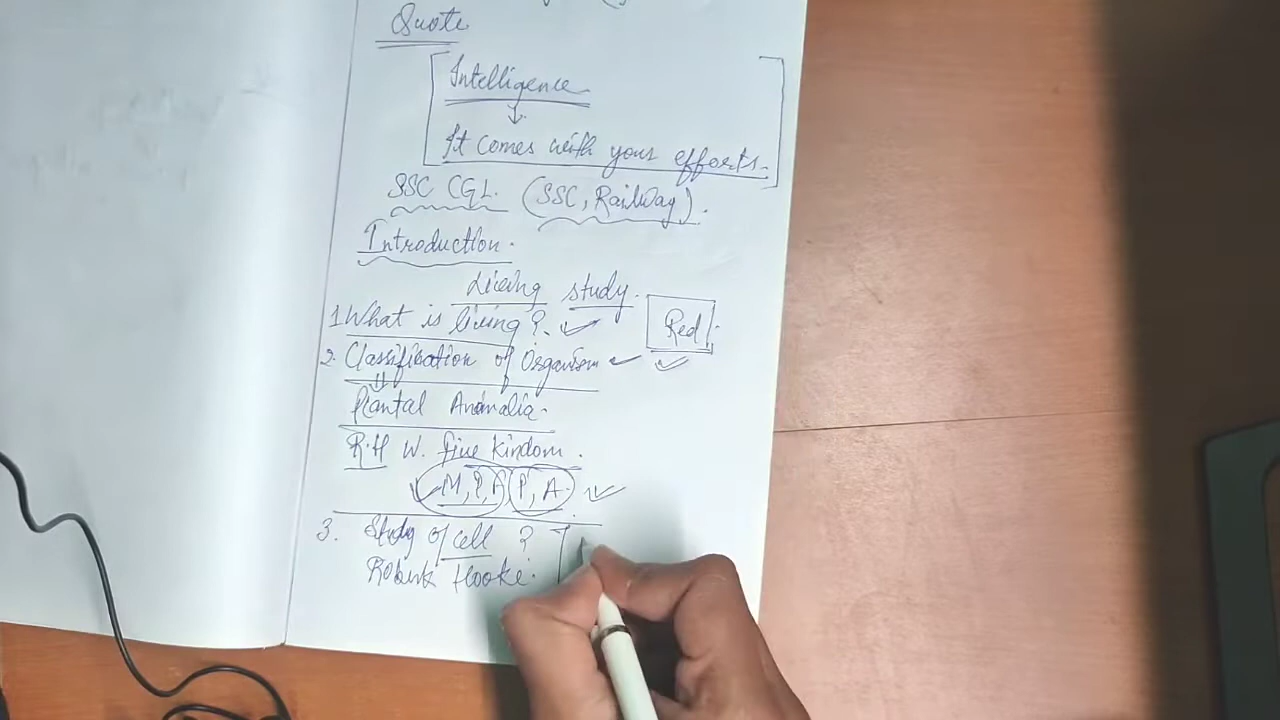 Quote
Intelligence
It comes with your efforts.
SSC CGL. (SSC, Railway).
Introduction.
Living study.
1 What is living?
Red
2. Classification of Organism
Plantal Animalia.
R.H W. five Kindom.
M, P, F P, A.
3. Study of cell ?
Robert Hooke.